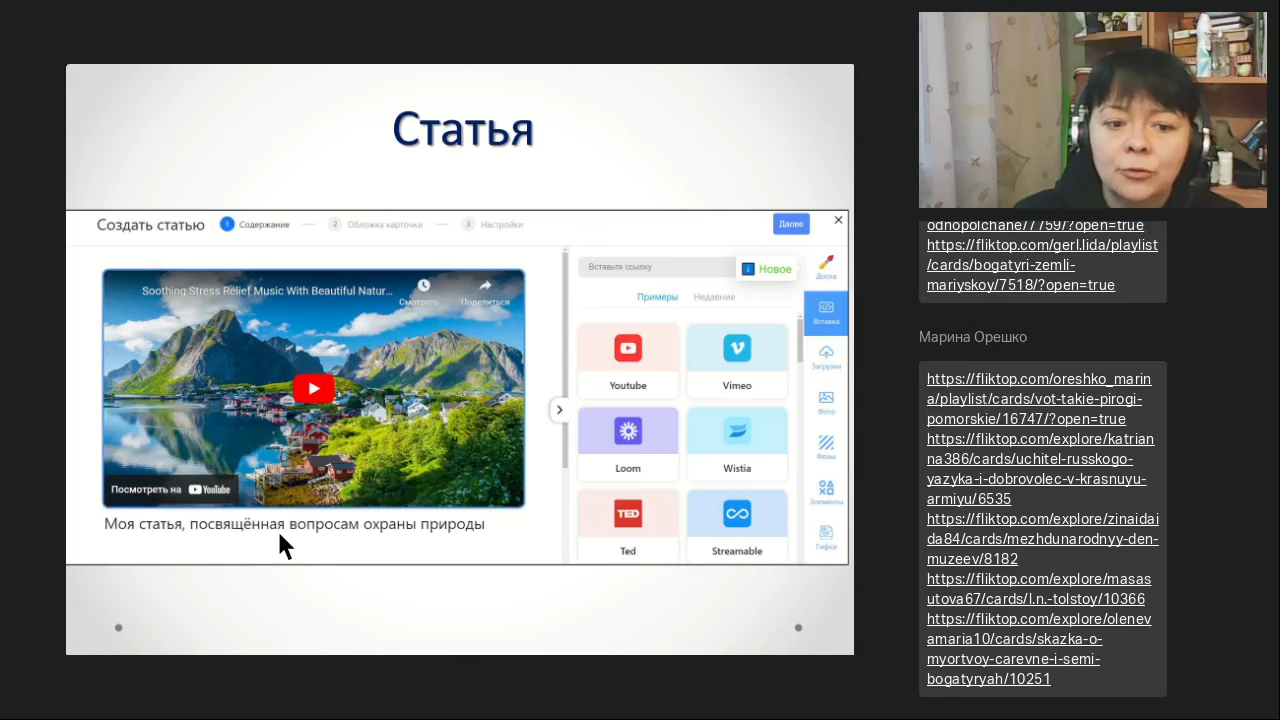 Статья
Создать статью
1 Содержание
2 Обложка карточки
3 Настройки
Далее
Soothing Stress Relief Music With Beautiful Natur...
Смотреть
Поделиться
Посмотреть на YouTube
Моя статья, посвящённая вопросам охраны природы
Вставьте ссылку
Новое
Примеры
Недавние
Youtube
Vimeo
Loom
Wistia
TED
Ted
Streamable
Доска
Вставка
Загрузки
Фото
Фоны
Элементы
Гифки
odnopolchane/77597/?open=true
https://fliktop.com/gerl.lida/playlist
/cards/bogatyri-zemli-
mariyskoy/7518/?open=true
Марина Орешко
https://fliktop.com/oreshko_marin
a/playlist/cards/vot-takie-pirogi-
pomorskie/16747/?open=true
https://fliktop.com/explore/katrian
na386/cards/uchitel-russkogo-
yazyka-i-dobrovolec-v-krasnuyu-
armiyu/6535
https://fliktop.com/explore/zinaidai
da84/cards/mezhdunarodnyy-den-
muzeev/8182
https://fliktop.com/explore/masas
utova67/cards/l.n.-tolstoy/10366
https://fliktop.com/explore/olenev
amaria10/cards/skazka-o-
myortvoy-carevne-i-semi-
bogatyryah/10251